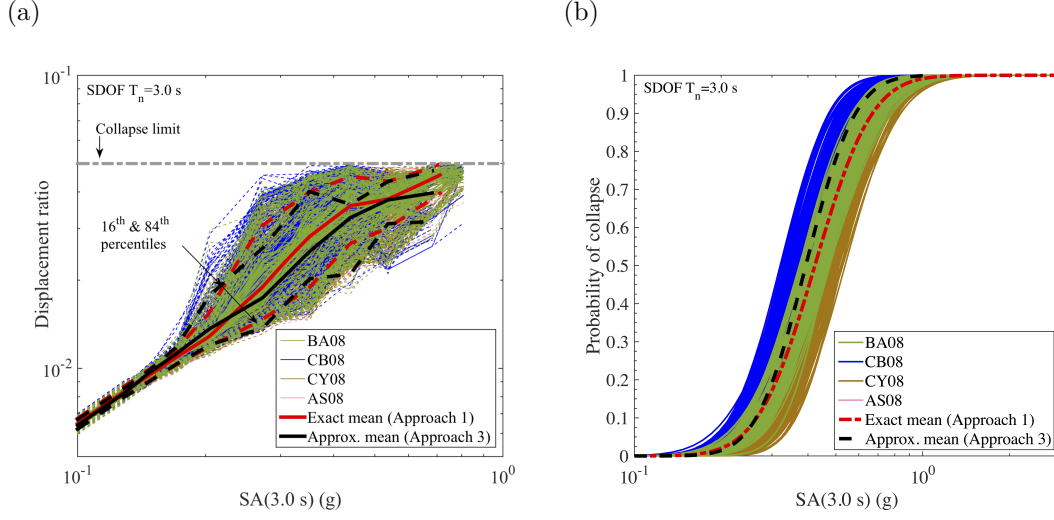 (a)
10^-1
SDOF T_n=3.0 s
Collapse limit
16^th & 84^th
percentiles
Displacement ratio
10^-2
BA08
CB08
CY08
AS08
Exact mean (Approach 1)
Approx. mean (Approach 3)
10^-1
10^0
SA(3.0 s) (g)
(b)
1
0.9
0.8
0.7
0.6
0.5
0.4
0.3
0.2
0.1
0
Probability of collapse
SDOF T_n=3.0 s
BA08
CB08
CY08
AS08
Exact mean (Approach 1)
Approx. mean (Approach 3)
10^-1
10^0
SA(3.0 s) (g)